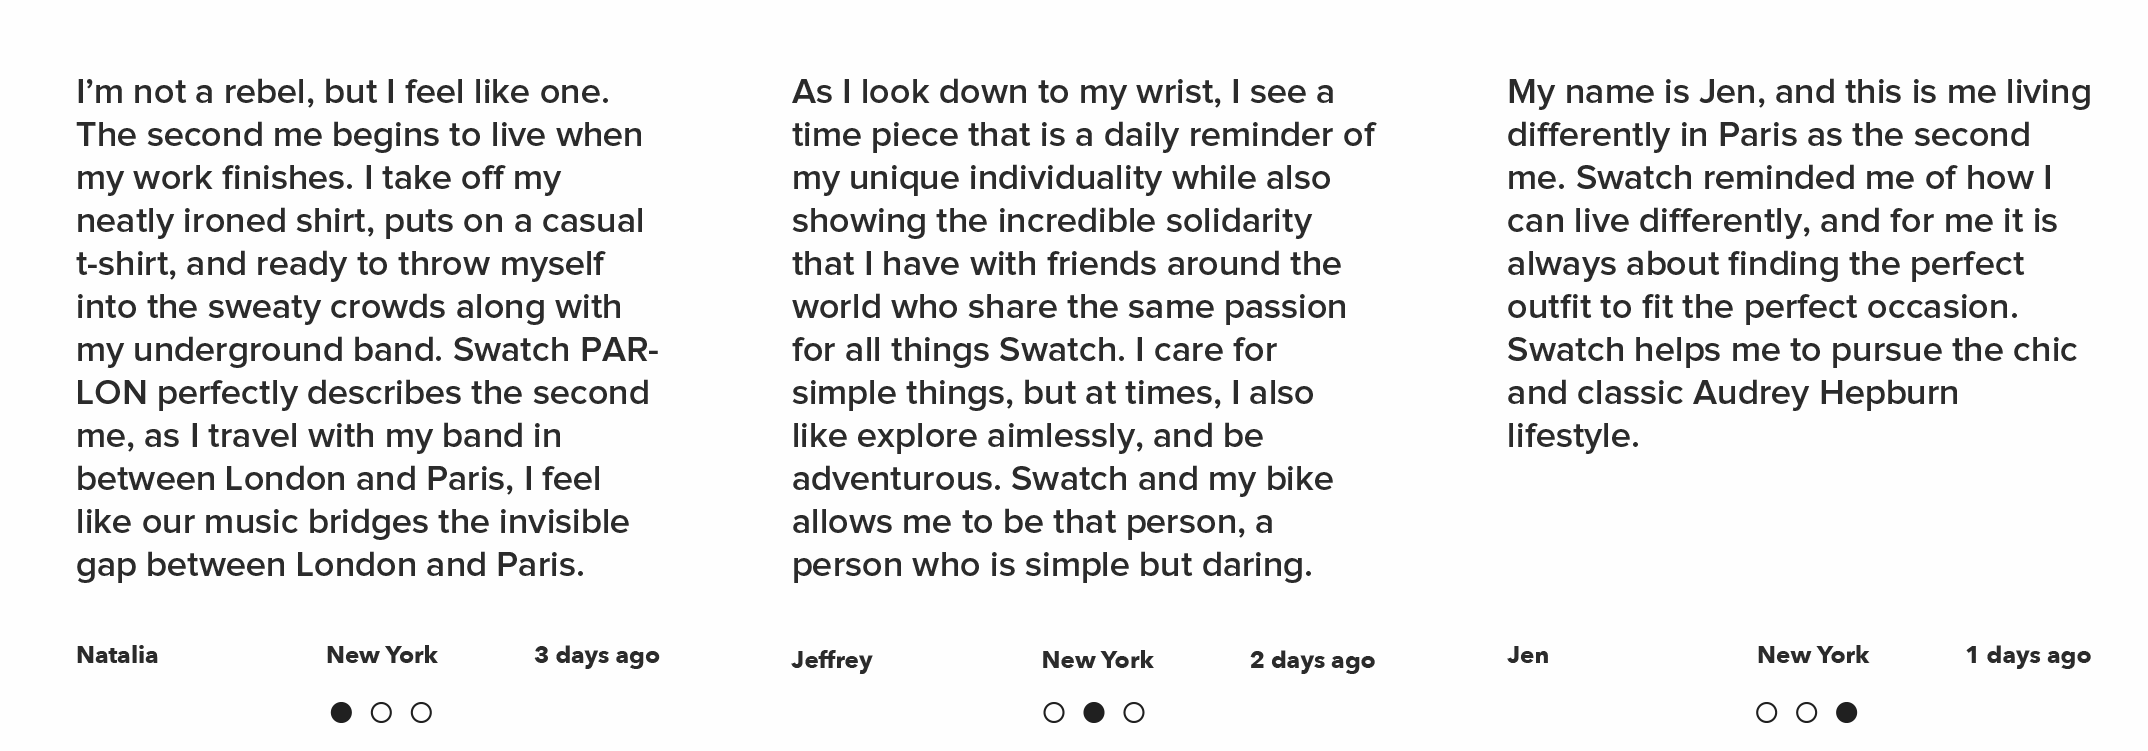 I’m not a rebel, but I feel like one.
The second me begins to live when
my work finishes. I take off my
neatly ironed shirt, puts on a casual
t-shirt, and ready to throw myself
into the sweaty crowds along with
my underground band. Swatch PAR-
LON perfectly describes the second
me, as I travel with my band in
between London and Paris, I feel
like our music bridges the invisible
gap between London and Paris.
Natalia New York 3 days ago
As I look down to my wrist, I see a
time piece that is a daily reminder of
my unique individuality while also
showing the incredible solidarity
that I have with friends around the
world who share the same passion
for all things Swatch. I care for
simple things, but at times, I also
like explore aimlessly, and be
adventurous. Swatch and my bike
allows me to be that person, a
person who is simple but daring.
Jeffrey New York 2 days ago
My name is Jen, and this is me living
differently in Paris as the second
me. Swatch reminded me of how I
can live differently, and for me it is
always about finding the perfect
outfit to fit the perfect occasion.
Swatch helps me to pursue the chic
and classic Audrey Hepburn
lifestyle.
Jen New York 1 days ago